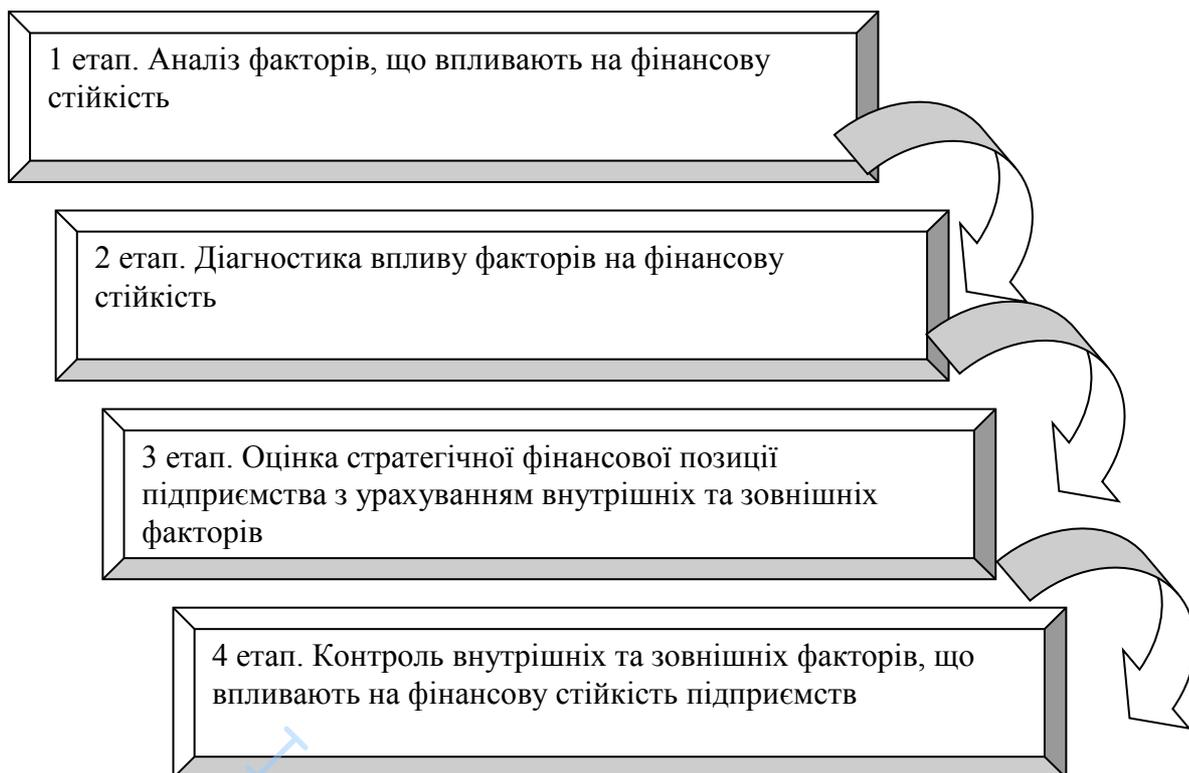 1 етап. Аналіз факторів, що впливають на фінансову
стійкість
2 етап. Діагностика впливу факторів на фінансову
стійкість
3 етап. Оцінка стратегічної фінансової позиції
підприємства з урахуванням внутрішніх та зовнішніх
факторів
4 етап. Контроль внутрішніх та зовнішніх факторів, що
впливають на фінансову стійкість підприємств